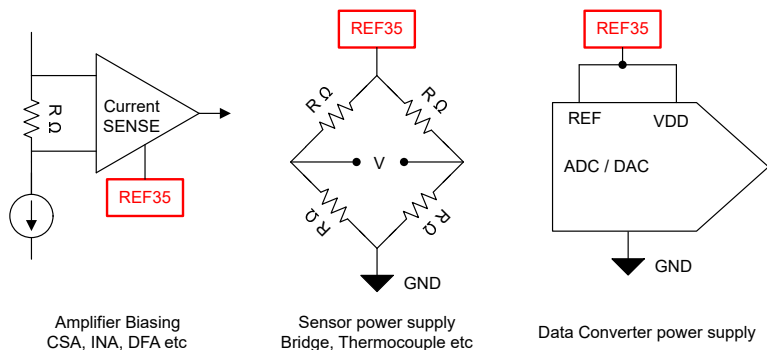 REF35
REF35
R Ω
Current
SENSE
REF35
R Ω
R Ω
V
R Ω
R Ω
GND
REF
VDD
ADC / DAC
GND
Amplifier Biasing
CSA, INA, DFA etc
Sensor power supply
Bridge, Thermocouple etc
Data Converter power supply